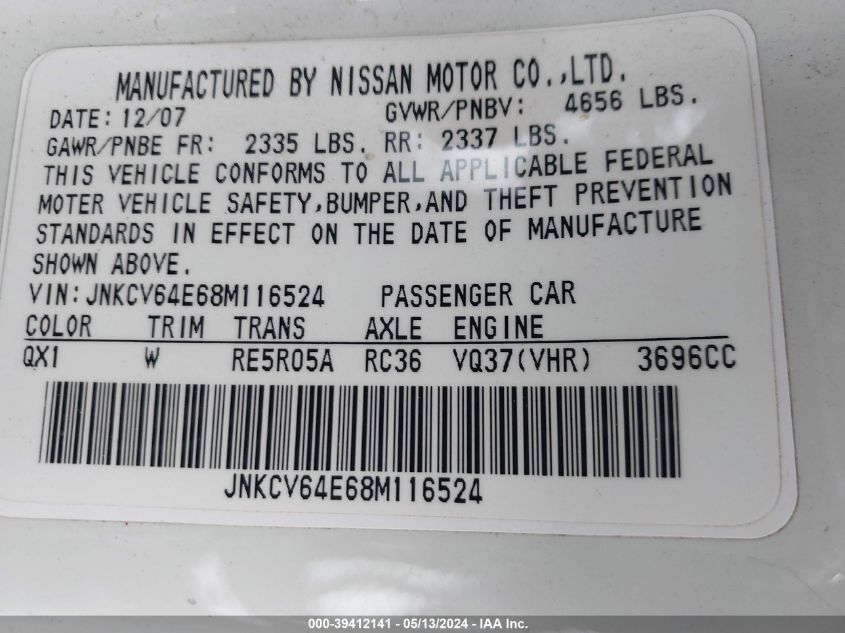 MANUFACTURED BY NISSAN MOTOR CO.,LTD.
DATE: 12/07 GVWR/PNBV: 4656 LBS.
GAWR/PNBE FR: 2335 LBS. RR: 2337 LBS.
THIS VEHICLE CONFORMS TO ALL APPLICABLE FEDERAL
MOTER VEHICLE SAFETY,BUMPER,AND THEFT PREVENTION
STANDARDS IN EFFECT ON THE DATE OF MANUFACTURE
SHOWN ABOVE.
VIN: JNKCV64E68M116524 PASSENGER CAR
COLOR TRIM TRANS AXLE ENGINE
QX1 W RE5R05A RC36 VQ37(VHR) 3696CC
JNKCV64E68M116524
000-39412141 - 05/13/2024 - IAA Inc.